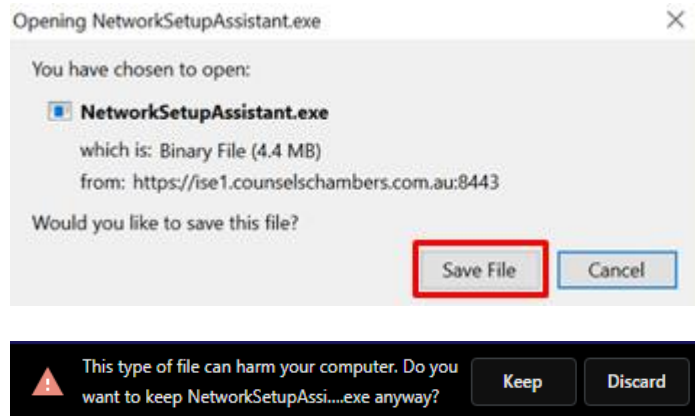 Opening NetworkSetupAssistant.exe
You have chosen to open:
NetworkSetupAssistant.exe
which is: Binary File (4.4 MB)
from: https://ise1.counselschambers.com.au:8443
Would you like to save this file?
Save File Cancel
This type of file can harm your computer. Do you
want to keep NetworkSetupAssi....exe anyway?
Keep Discard